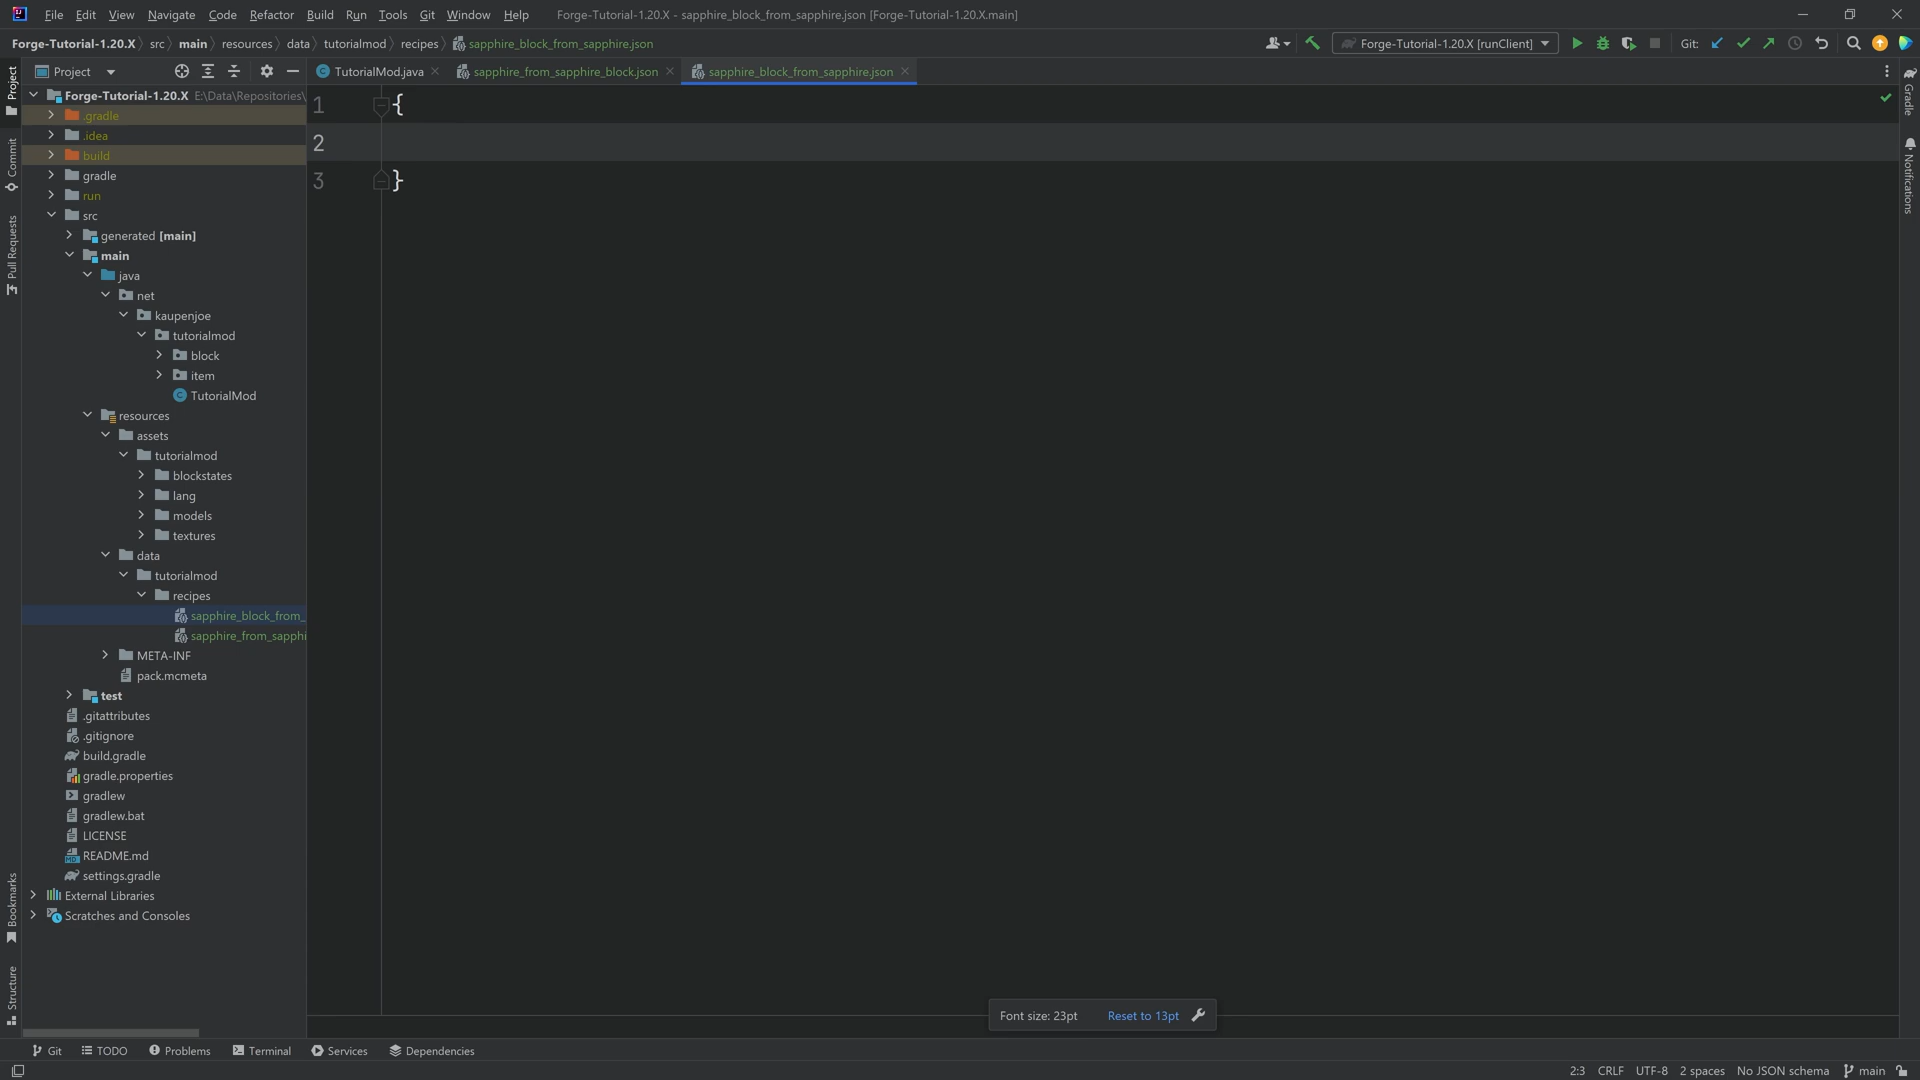 File Edit View Navigate Code Refactor Build Run Tools Git Window Help Forge-Tutorial-1.20.X - sapphire_block_from_sapphire.json [Forge-Tutorial-1.20.X.main]
Forge-Tutorial-1.20.X src main resources data tutorialmod recipes sapphire_block_from_sapphire.json Forge-Tutorial-1.20.X [runClient] Git:
Project TutorialMod.java sapphire_from_sapphire_block.json sapphire_block_from_sapphire.json
Project
Commit
Pull Requests
Bookmarks
Structure
Forge-Tutorial-1.20.X E:\Data\Repositories\
.gradle
.idea
build
gradle
run
src
generated [main]
main
java
net
kaupenjoe
tutorialmod
block
item
TutorialMod
resources
assets
tutorialmod
blockstates
lang
models
textures
data
tutorialmod
recipes
sapphire_block_from_
sapphire_from_sapphi
META-INF
pack.mcmeta
test
.gitattributes
.gitignore
build.gradle
gradle.properties
gradlew
gradlew.bat
LICENSE
README.md
settings.gradle
External Libraries
Scratches and Consoles
1 {
2
3 }
Gradle
Notifications
Font size: 23pt Reset to 13pt
Git TODO Problems Terminal Services Dependencies
2:3 CRLF UTF-8 2 spaces No JSON schema main